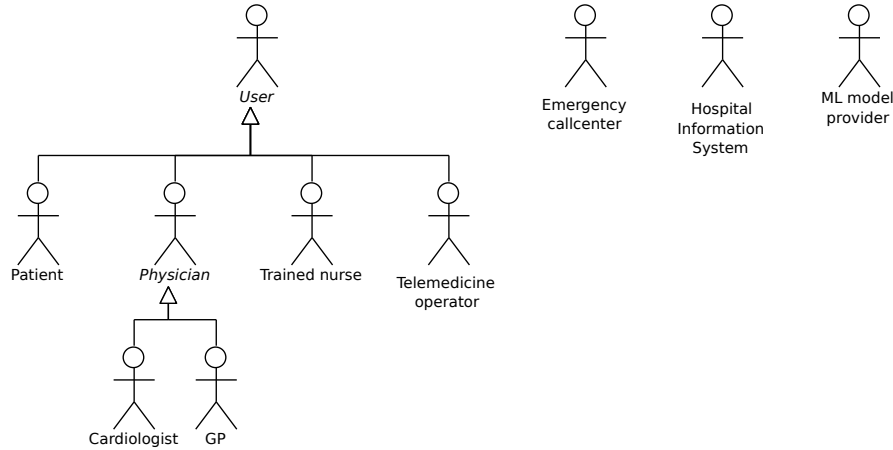 User
Emergency
callcenter
Hospital
Information
System
ML model
provider
Patient
Physician
Trained nurse
Telemedicine
operator
Cardiologist
GP